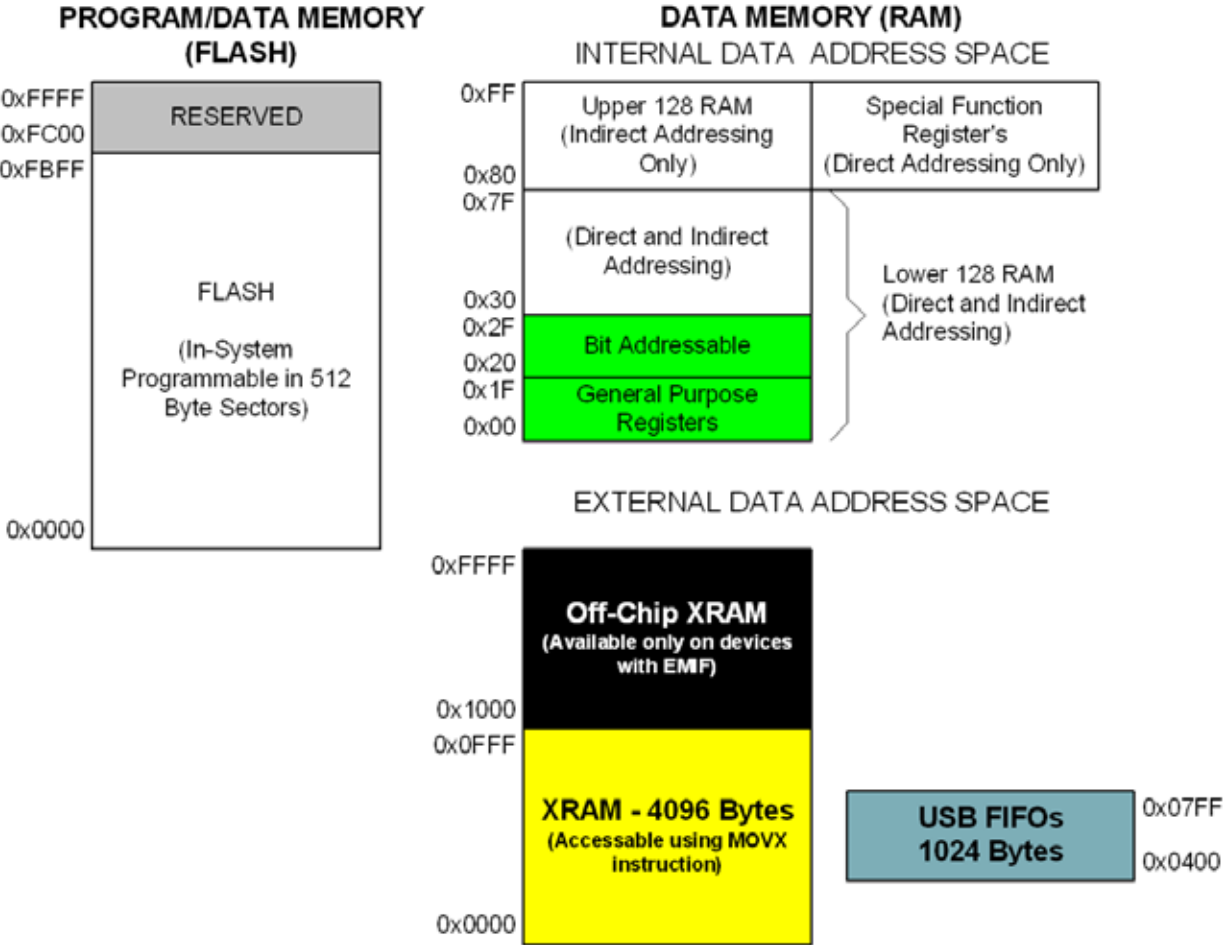 PROGRAM/DATA MEMORY
(FLASH)
0xFFFF
RESERVED
0xFC00
0xFBFF
FLASH
(In-System
Programmable in 512
Byte Sectors)
0x0000
DATA MEMORY (RAM)
INTERNAL DATA ADDRESS SPACE
0xFF
Upper 128 RAM
(Indirect Addressing
Only)
0x80
Special Function
Register's
(Direct Addressing Only)
0x7F
(Direct and Indirect
Addressing)
0x30
Lower 128 RAM
(Direct and Indirect
Addressing)
0x2F
Bit Addressable
0x20
0x1F
General Purpose
Registers
0x00
EXTERNAL DATA ADDRESS SPACE
0xFFFF
Off-Chip XRAM
(Available only on devices
with EMIF)
0x1000
0x0FFF
XRAM - 4096 Bytes
(Accessable using MOVX
instruction)
0x0000
USB FIFOs
1024 Bytes
0x07FF
0x0400